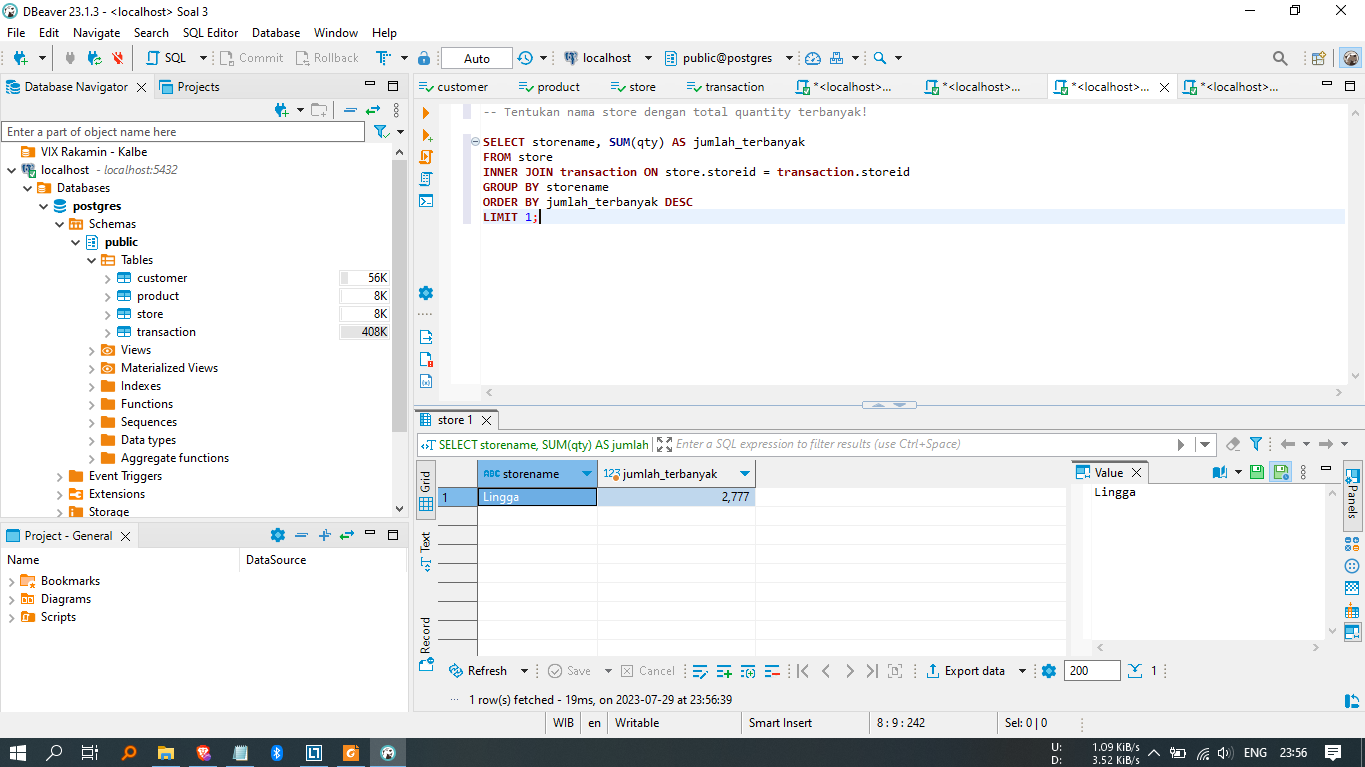 DBeaver 23.1.3 - <localhost> Soal 3
File Edit Navigate Search SQL Editor Database Window Help
SQL Commit Rollback Auto localhost public@postgres
Database Navigator Projects
Enter a part of object name here
VIX Rakamin - Kalbe
localhost - localhost:5432
Databases
postgres
Schemas
public
Tables
customer 56K
product 8K
store 8K
transaction 408K
Views
Materialized Views
Indexes
Functions
Sequences
Data types
Aggregate functions
Event Triggers
Extensions
Storage
Project - General
Name DataSource
Bookmarks
Diagrams
Scripts
customer product store transaction *<localhost>... *<localhost>... *<localhost>... *<localhost>...
-- Tentukan nama store dengan total quantity terbanyak!
SELECT storename, SUM(qty) AS jumlah_terbanyak
FROM store
INNER JOIN transaction ON store.storeid = transaction.storeid
GROUP BY storename
ORDER BY jumlah_terbanyak DESC
LIMIT 1;
store 1
SELECT storename, SUM(qty) AS jumlah Enter a SQL expression to filter results (use Ctrl+Space)
Grid
Text
Record
ABC storename 123 jumlah_terbanyak
1 Lingga 2,777
Value
Lingga
Panels
Refresh Save Cancel Export data 200 1
1 row(s) fetched - 19ms, on 2023-07-29 at 23:56:39
WIB en Writable Smart Insert 8 : 9 : 242 Sel: 0 | 0
U: 1.09 KiB/s
D: 3.52 KiB/s
ENG 23:56